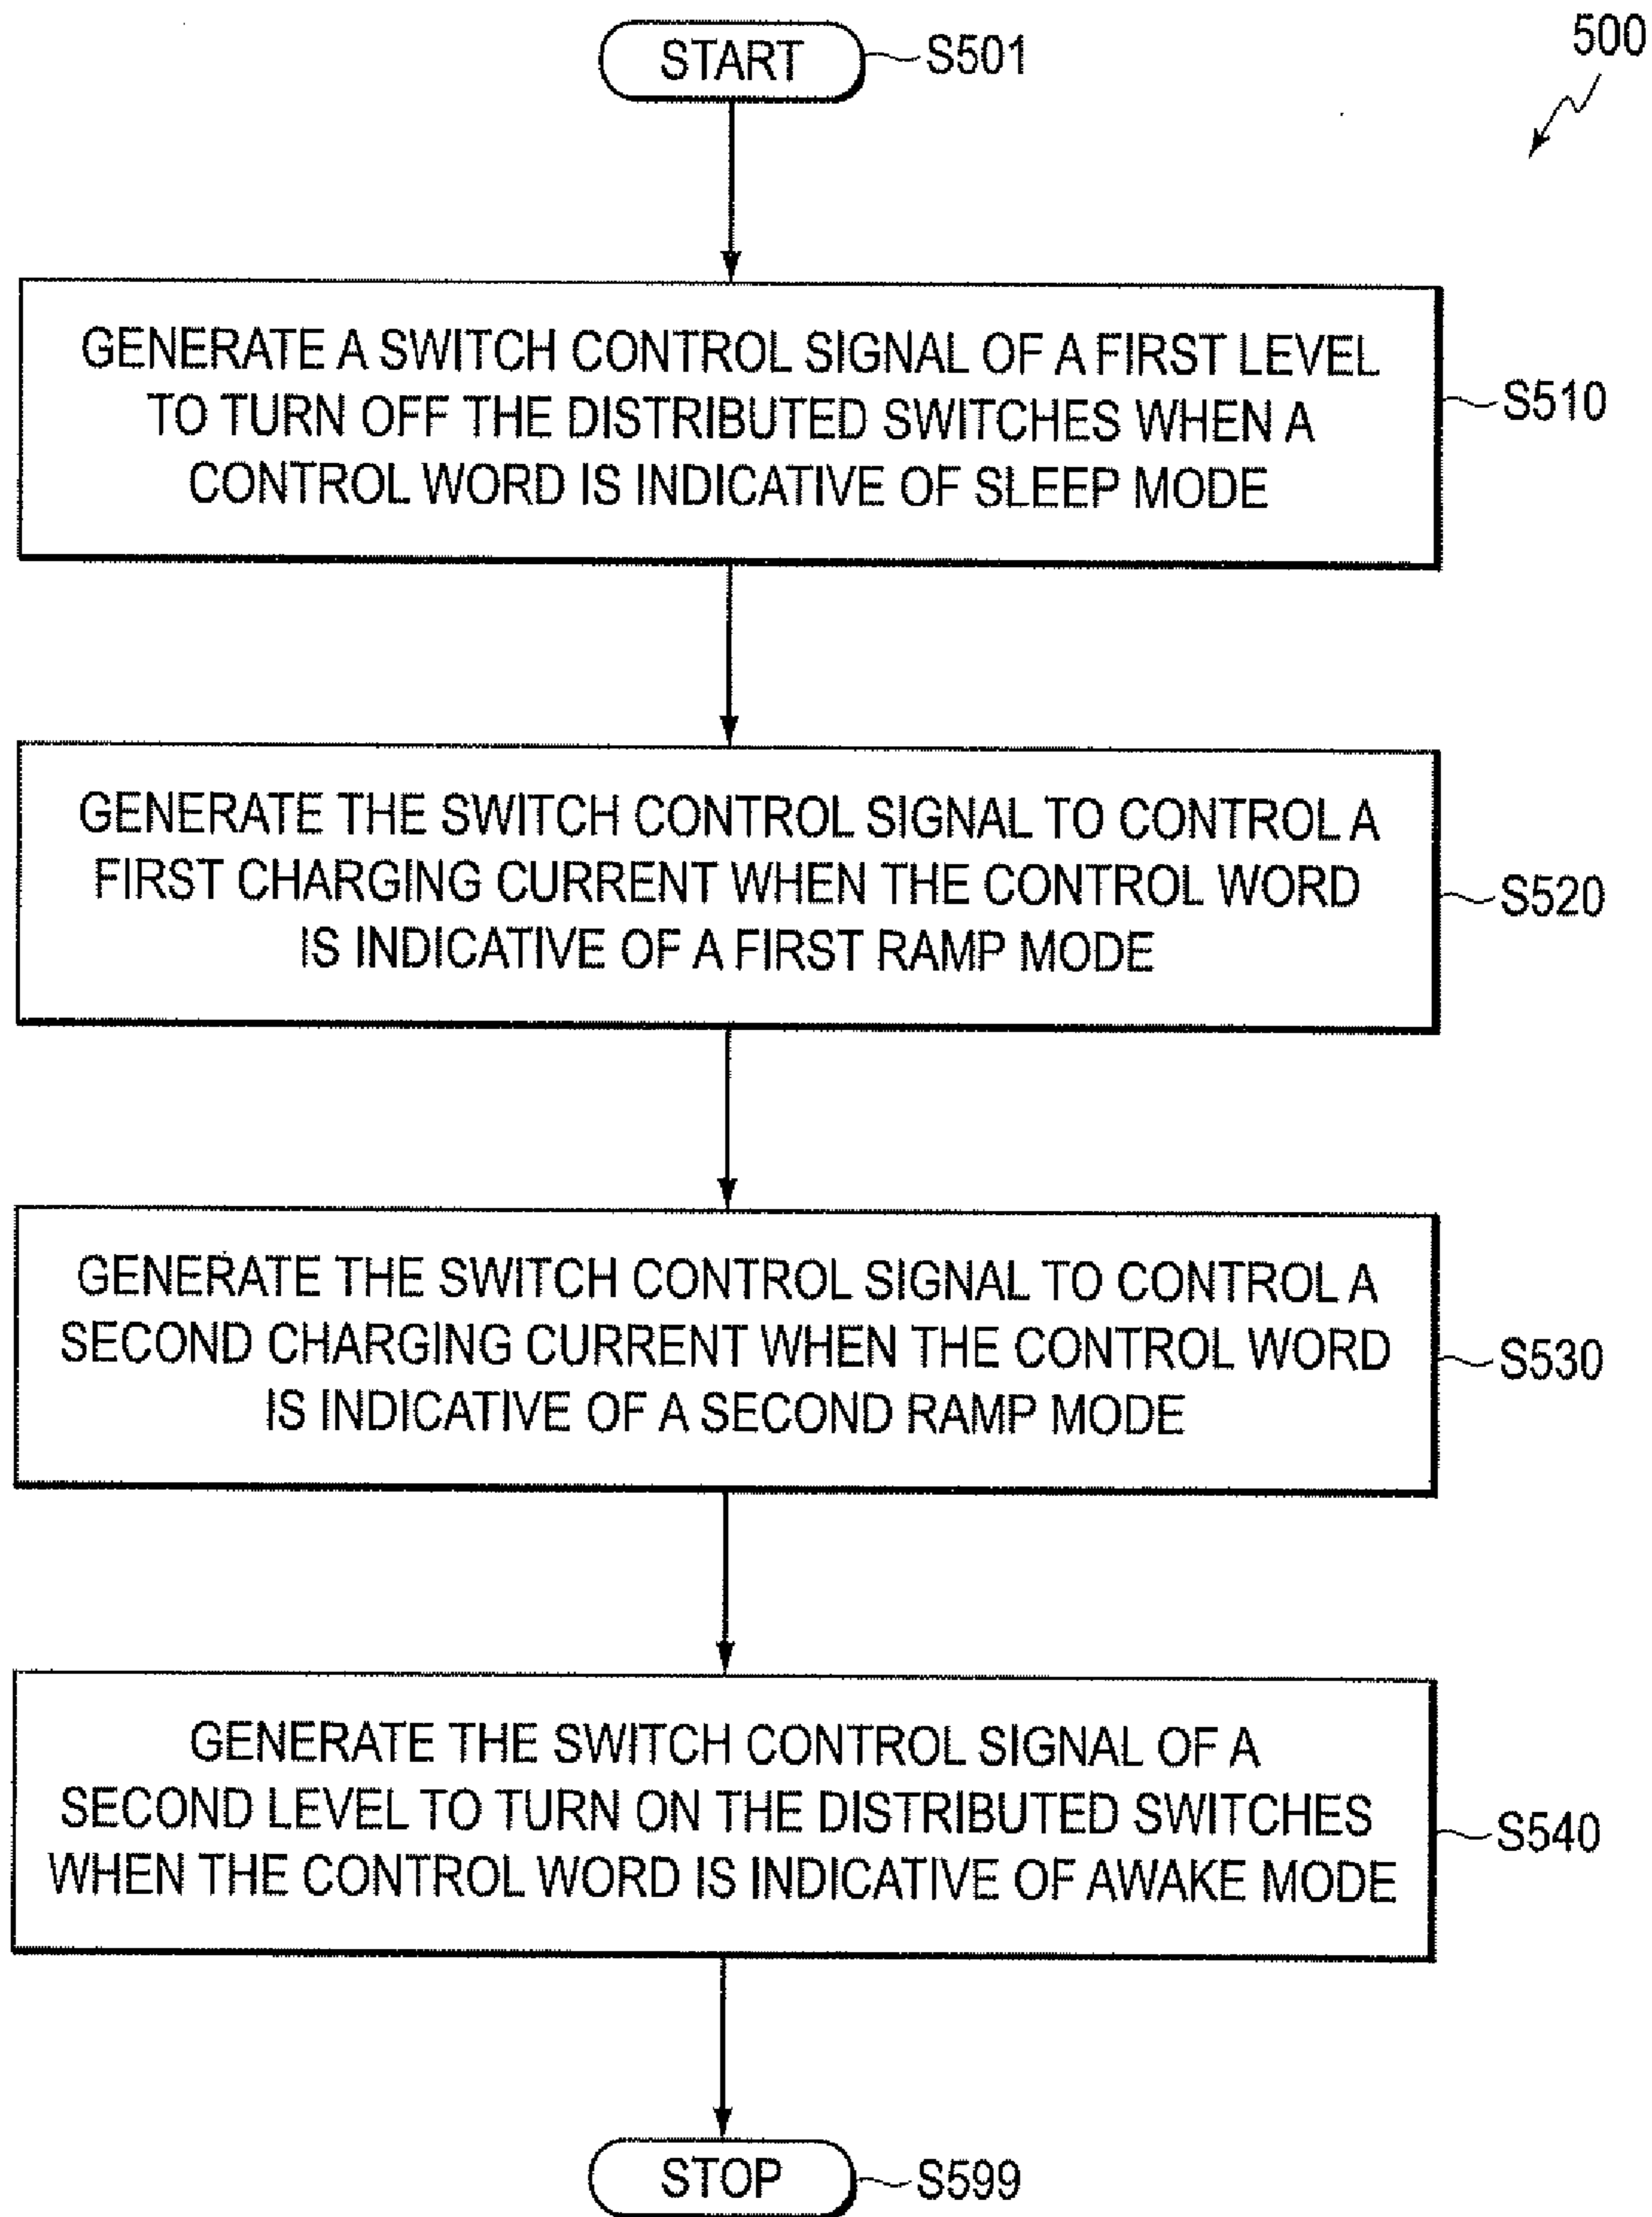 500
START
S501
GENERATE A SWITCH CONTROL SIGNAL OF A FIRST LEVEL
TO TURN OFF THE DISTRIBUTED SWITCHES WHEN A
CONTROL WORD IS INDICATIVE OF SLEEP MODE
S510
GENERATE THE SWITCH CONTROL SIGNAL TO CONTROL A
FIRST CHARGING CURRENT WHEN THE CONTROL WORD
IS INDICATIVE OF A FIRST RAMP MODE
S520
GENERATE THE SWITCH CONTROL SIGNAL TO CONTROL A
SECOND CHARGING CURRENT WHEN THE CONTROL WORD
IS INDICATIVE OF A SECOND RAMP MODE
S530
GENERATE THE SWITCH CONTROL SIGNAL OF A
SECOND LEVEL TO TURN ON THE DISTRIBUTED SWITCHES
WHEN THE CONTROL WORD IS INDICATIVE OF AWAKE MODE
S540
STOP
S599